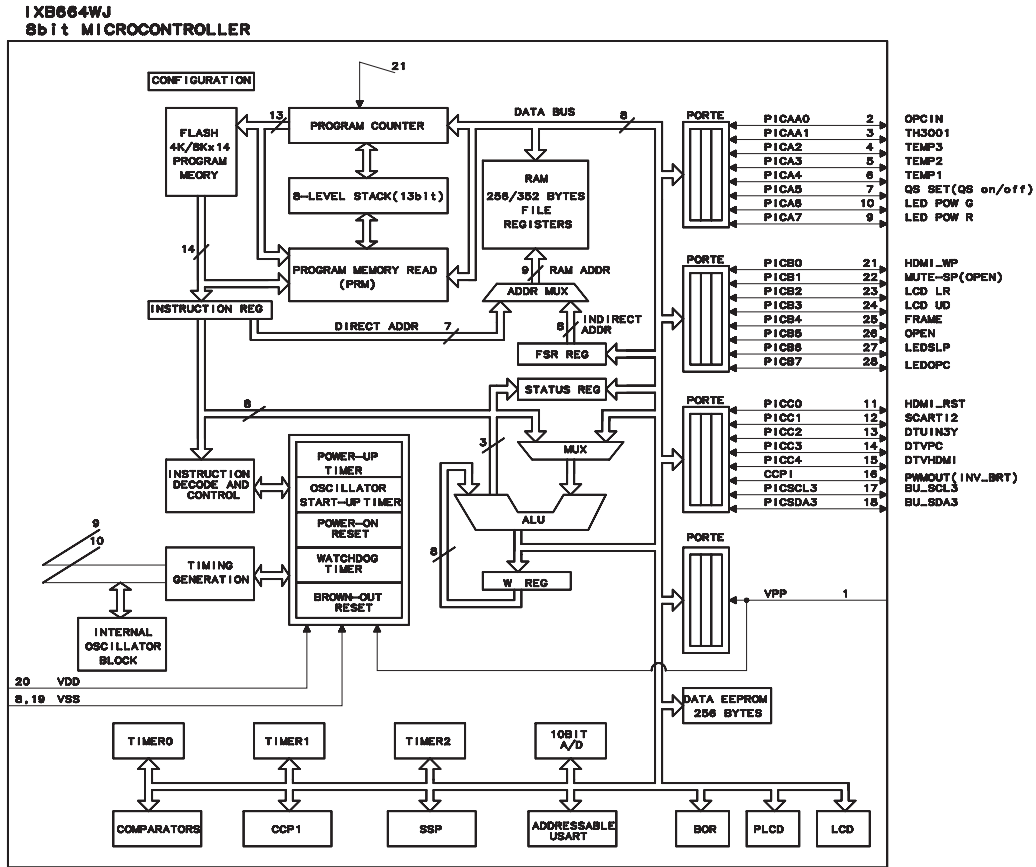 IXB664WJ
8bit MICROCONTROLLER
CONFIGURATION
21
FLASH
4K/8Kx14
PROGRAM
MEORY
13
PROGRAM COUNTER
DATA BUS
8
8-LEVEL STACK(13bit)
RAM
256/352 BYTES
FILE
REGISTERS
14
PROGRAM MEMORY READ
(PRM)
9
RAM ADDR
ADDR MUX
INSTRUCTION REG
DIRECT ADDR
7
8
INDIRECT
ADDR
FSR REG
STATUS REG
8
3
MUX
POWER-UP
TIMER
OSCILLATOR
START-UP TIMER
POWER-ON
RESET
WATCHDOG
TIMER
BROWN-OUT
RESET
INSTRUCTION
DECODE AND
CONTROL
ALU
8
W REG
9
10
TIMING
GENERATION
INTERNAL
OSCILLATOR
BLOCK
20 VDD
8,19 VSS
PORTE
PICAA0 2 OPCIN
PICAA1 3 TH3001
PICA2 4 TEMP3
PICA3 5 TEMP2
PICA4 6 TEMP1
PICA5 7 QS SET(QS on/off)
PICA6 10 LED POW G
PICA7 9 LED POW R
PORTE
PICB0 21 HDMI_WP
PICB1 22 MUTE-SP(OPEN)
PICB2 23 LCD LR
PICB3 24 LCD UD
PICB4 25 FRAME
PICB5 26 OPEN
PICB6 27 LEDSLP
PICB7 28 LEDOPC
PORTE
PICC0 11 HDMI_RST
PICC1 12 SCARTI2
PICC2 13 DTUIN3Y
PICC3 14 DTVPC
PICC4 15 DTVHDMI
CCPI 16 PWMOUT(INV_BRT)
PICSCL3 17 BU_SCL3
PICSDA3 18 BU_SDA3
PORTE
VPP 1
DATA EEPROM
256 BYTES
TIMER0
TIMER1
TIMER2
10BIT
A/D
COMPARATORS
CCP1
SSP
ADDRESSABLE
USART
BOR
PLCD
LCD